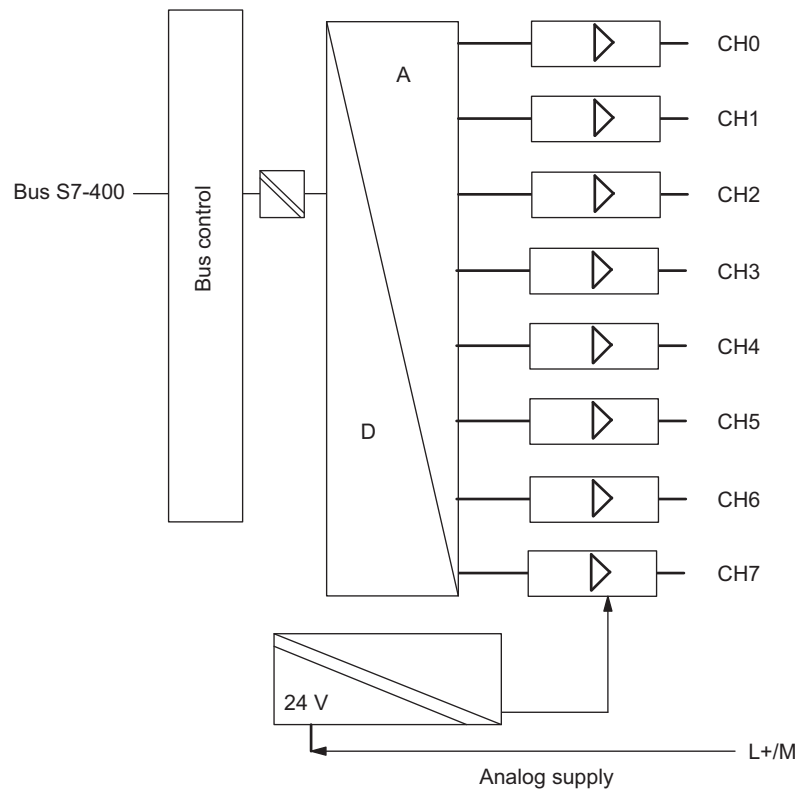 CH0
A
CH1
Bus S7-400
CH2
Bus control
CH3
CH4
D
CH5
CH6
CH7
24 V
L+/M
Analog supply